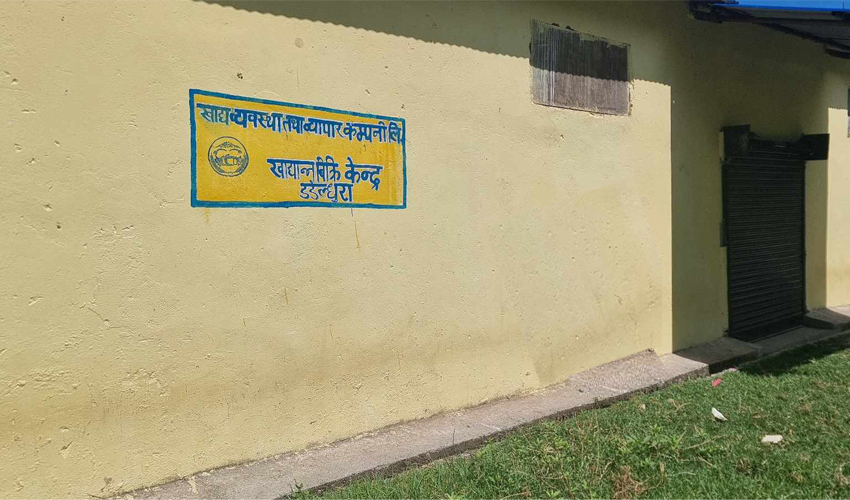 खाद्य व्यवस्था तथा व्यापार कम्पनी लि.
खाद्यान्न बिक्रि केन्द्र
डडेल्धुरा